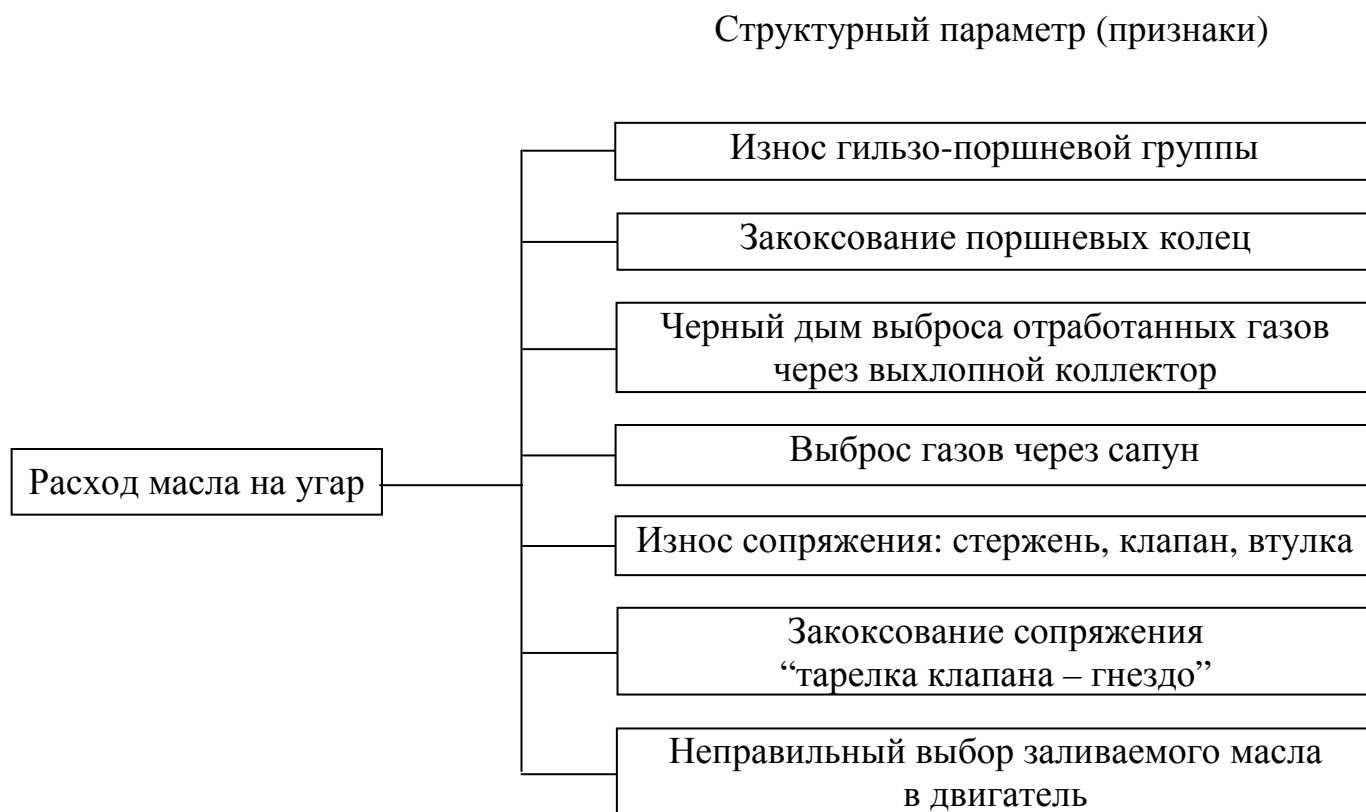 Структурный параметр (признаки)
Износ гильзо-поршневой группы
Закоксование поршневых колец
Черный дым выброса отработанных газов
через выхлопной коллектор
Выброс газов через сапун
Расход масла на угар
Износ сопряжения: стержень, клапан, втулка
Закоксование сопряжения
“тарелка клапана – гнездо”
Неправильный выбор заливаемого масла
в двигатель